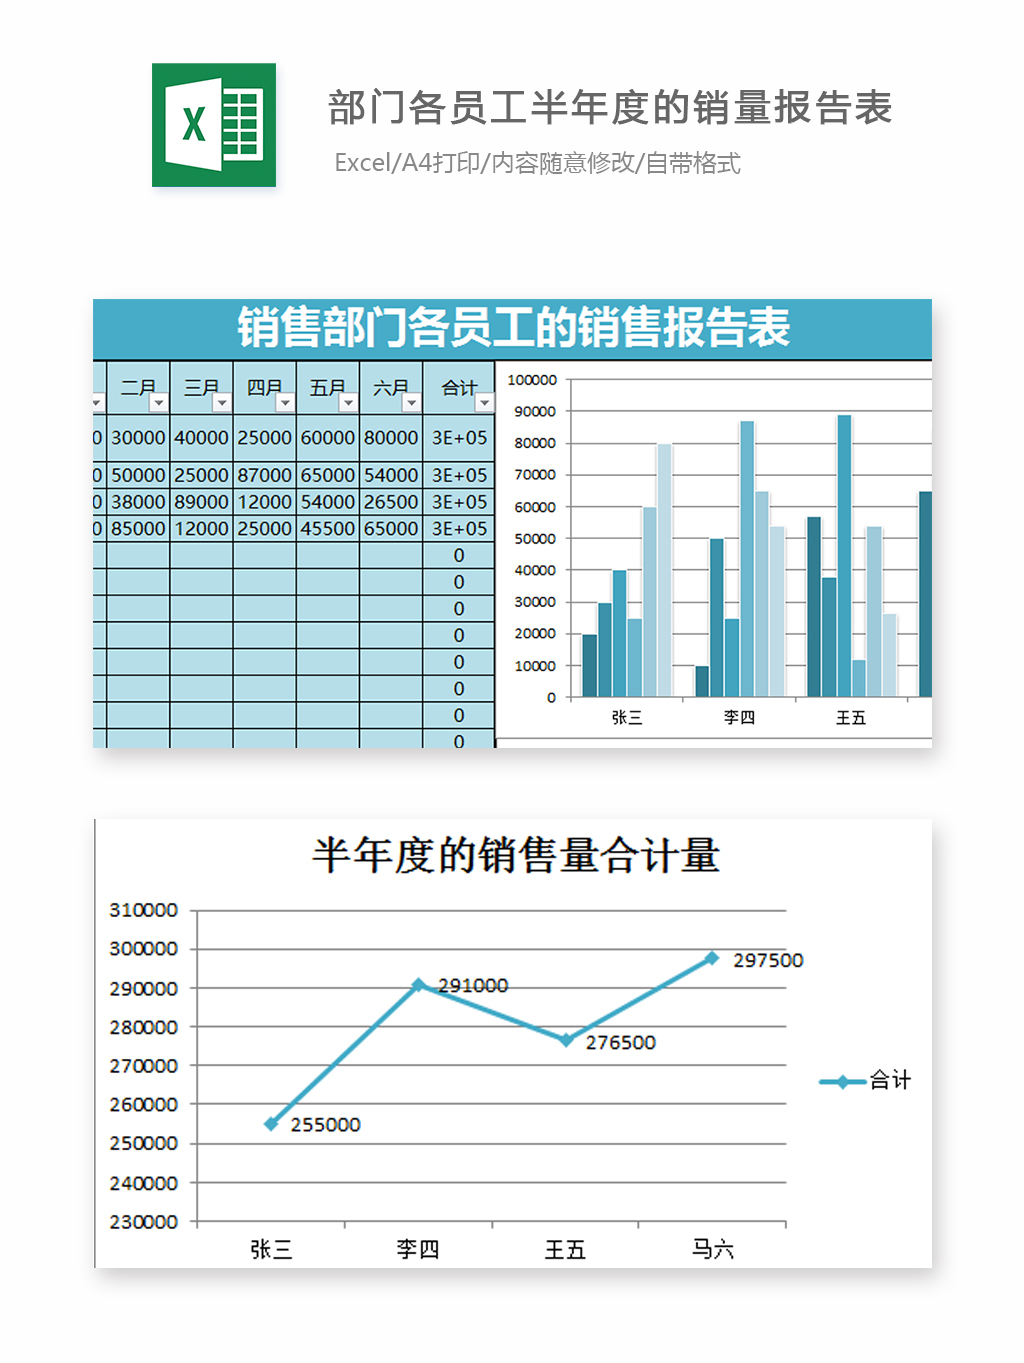 X
部门各员工半年度的销量报告表
Excel/A4打印/内容随意修改/自带格式
销售部门各员工的销售报告表
二月 三月 四月 五月 六月 合计
0 30000 40000 25000 60000 80000 3E+05
0 50000 25000 87000 65000 54000 3E+05
0 38000 89000 12000 54000 26500 3E+05
0 85000 12000 25000 45500 65000 3E+05
0
0
0
0
0
0
0
0
100000
90000
80000
70000
60000
50000
40000
30000
20000
10000
0
张三 李四 王五
半年度的销售量合计量
310000
300000
290000
280000
270000
260000
250000
240000
230000
297500
291000
276500
255000
合计
张三 李四 王五 马六